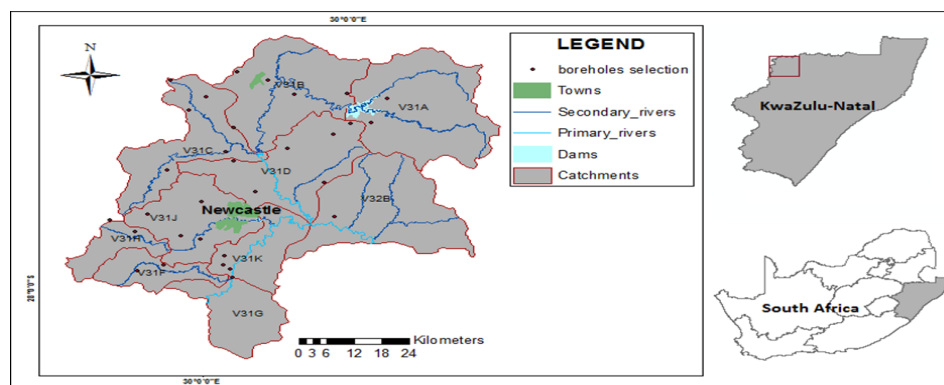 30°0'0"E
N
LEGEND
boreholes selection
Towns
Secondary_rivers
Primary_rivers
Dams
Catchments
V31B
V31A
V31C
V31D
V32B
V31J
Newcastle
V31K
V31F
V31G
Kilometers
0 3 6 12 18 24
30°0'0"E
KwaZulu-Natal
South Africa